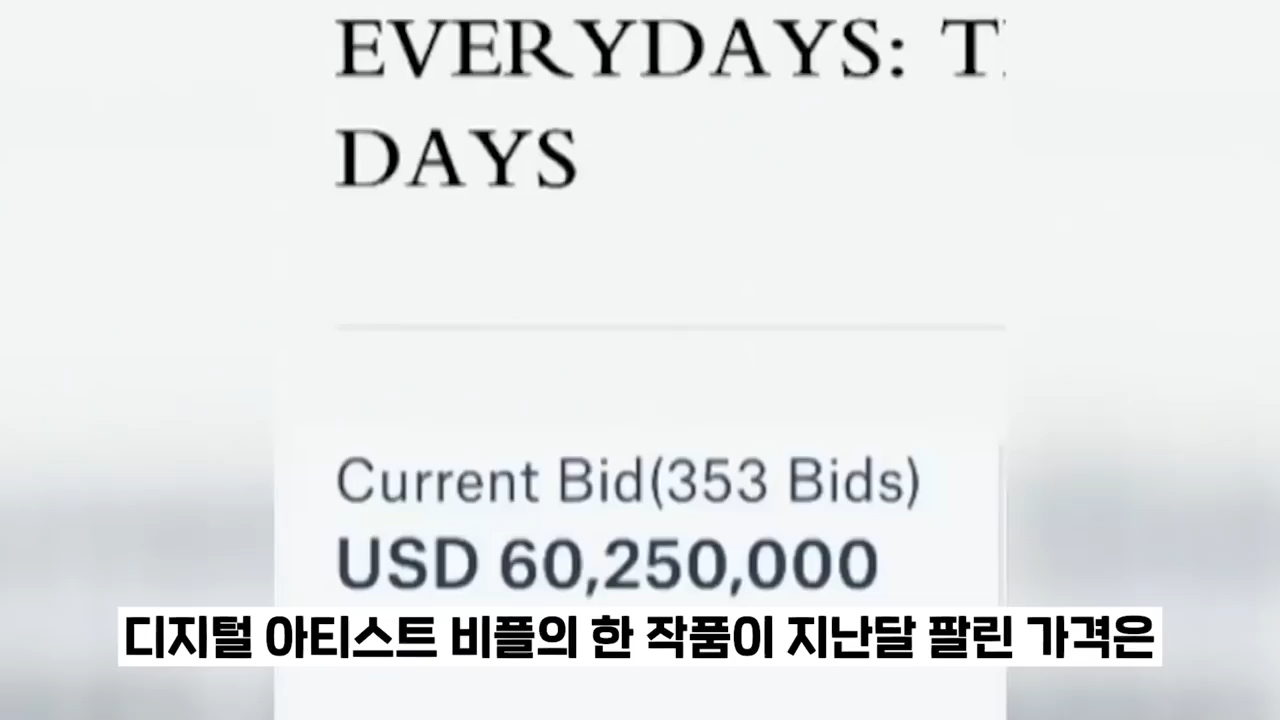 EVERYDAYS: T
DAYS
Current Bid(353 Bids)
USD 60,250,000
디지털 아티스트 비플의 한 작품이 지난달 팔린 가격은